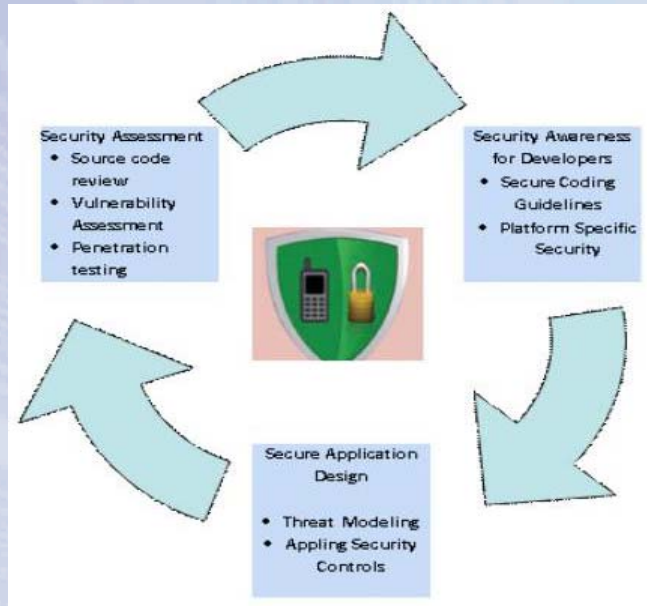 Security Assessment
• Source code
review
• Vulnerability
Assessment
• Penetration
testing
Security Awareness
for Developers
• Secure Coding
Guidelines
• Platform Specific
Security
Secure Application
Design
• Threat Modeling
• Appling Security
Controls